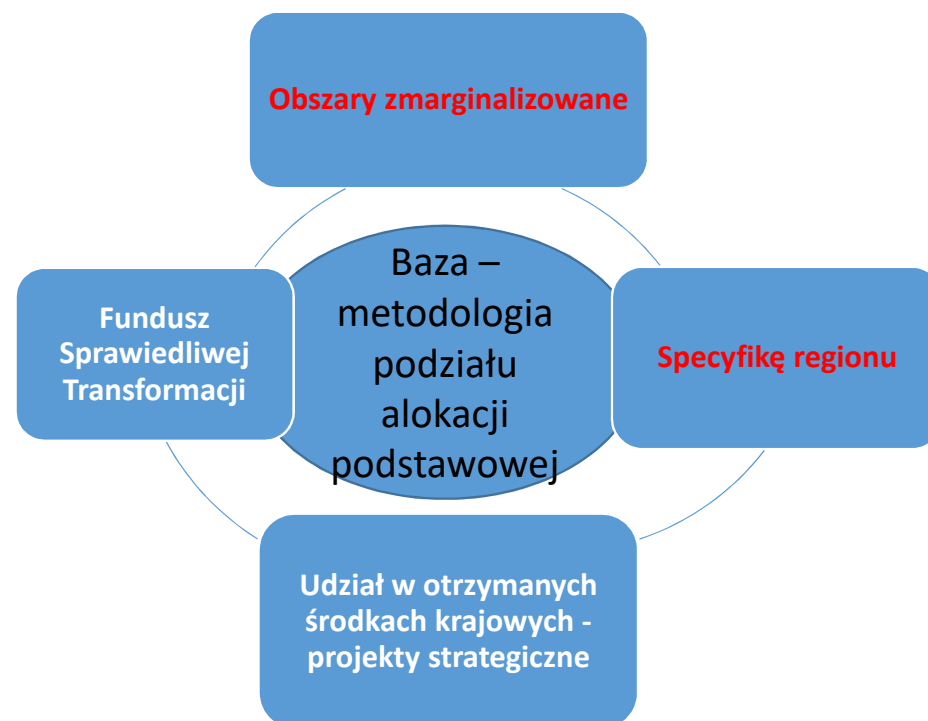 Obszary zmarginalizowane
Baza –
metodologia
podziału
alokacji
podstawowej
Fundusz
Sprawiedliwej
Transformacji
Specyfikę regionu
Udział w otrzymanych
środkach krajowych -
projekty strategiczne